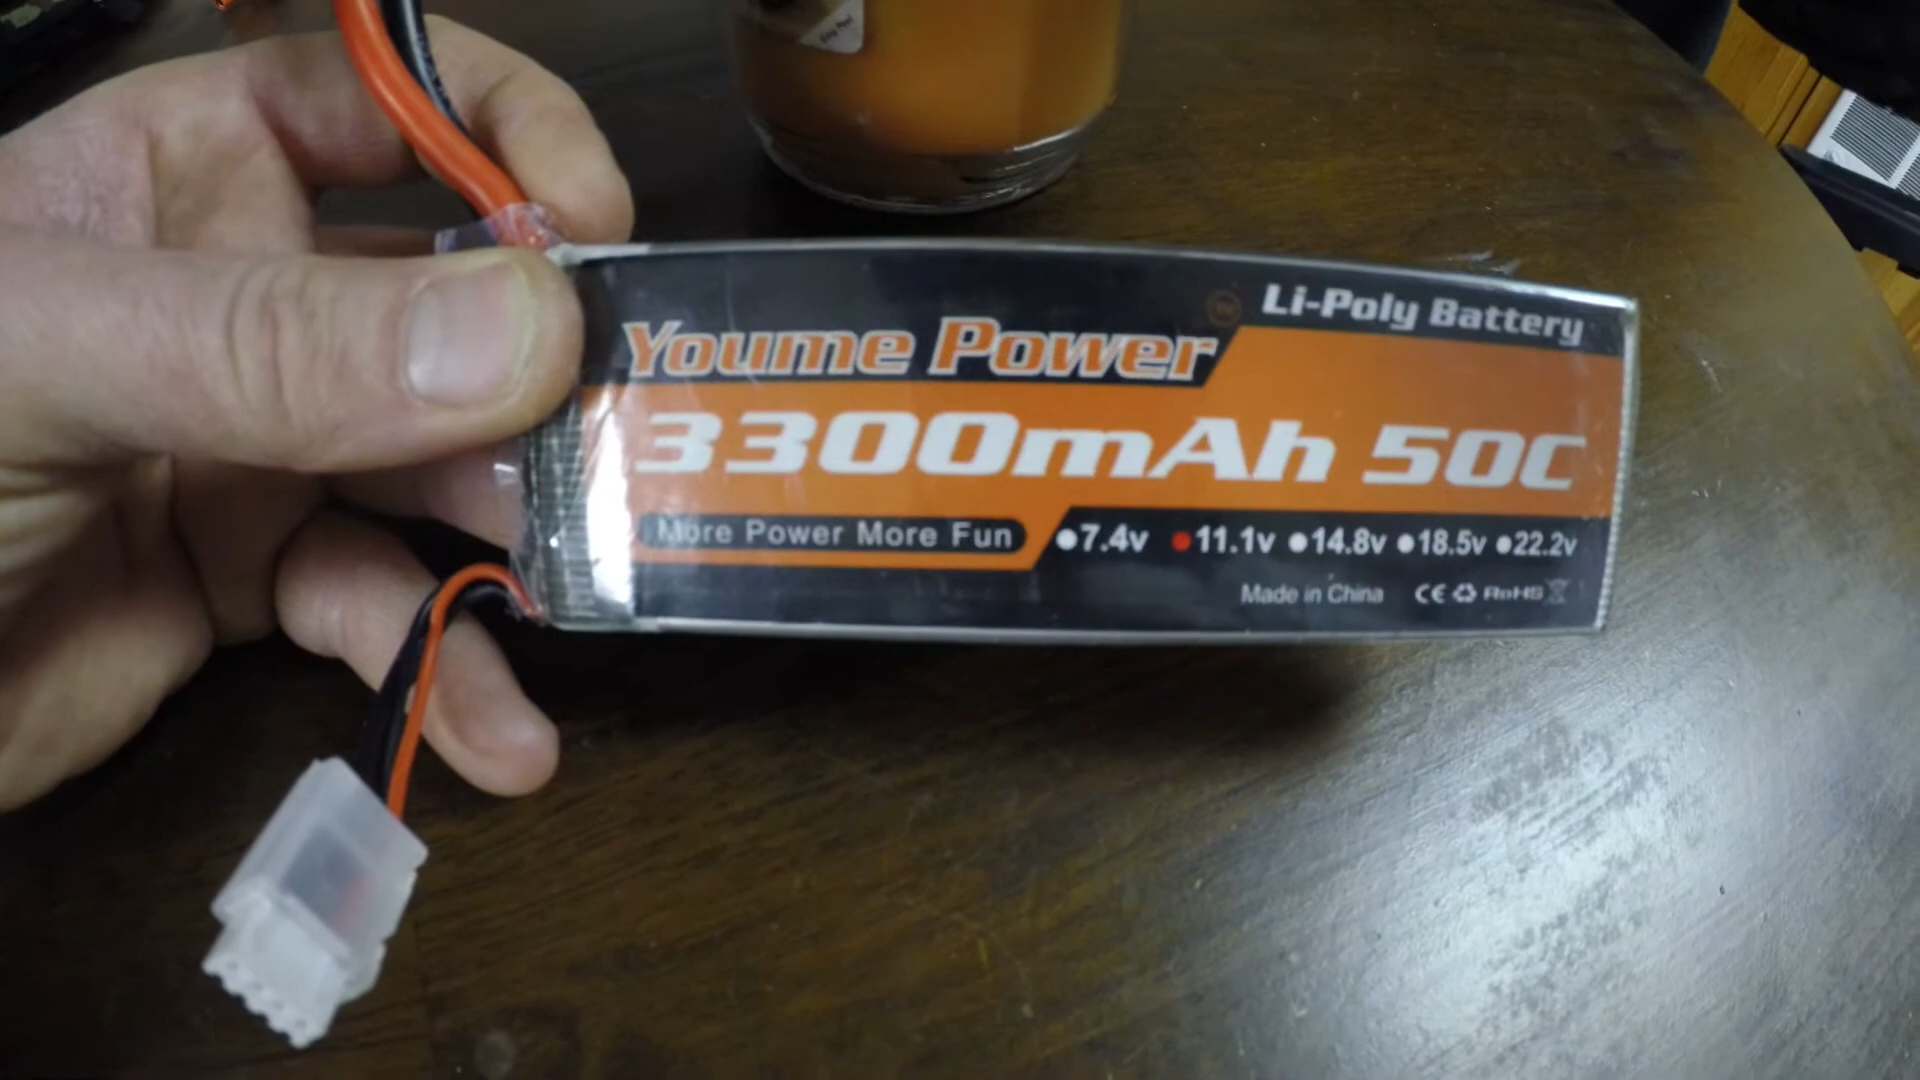 Li-Poly Battery
Youme Power
3300mAh 50C
More Power More Fun
7.4v 11.1v 14.8v 18.5v 22.2v
Made in China CE RoHS